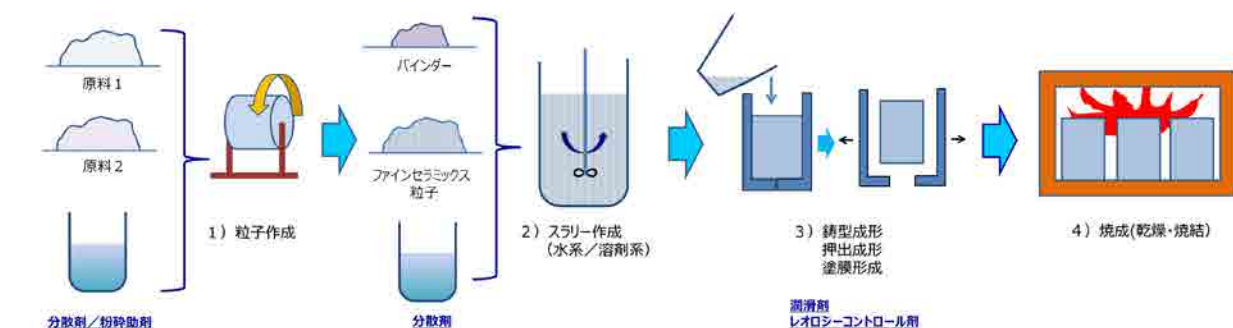 原料1
原料2
分散剤／粉砕助剤
1）粒子作成
バインダー
ファインセラミックス
粒子
分散剤
2）スラリー作成
（水系／溶剤系）
3）鋳型成形
押出成形
塗膜形成
潤滑剤
レオロシーコントロール剤
4）焼成(乾燥・焼結）